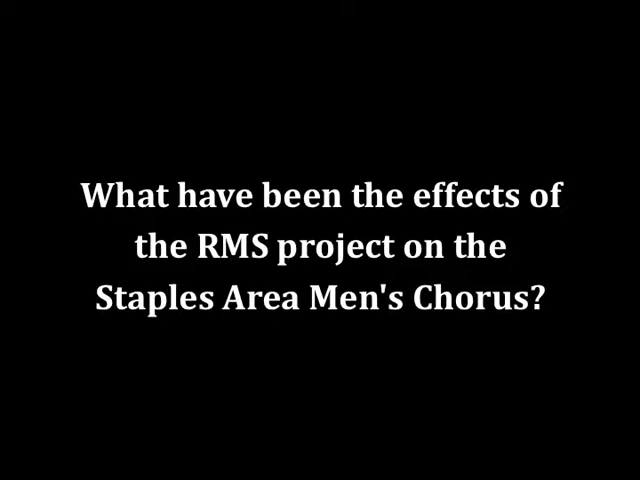 What have been the effects of
the RMS project on the
Staples Area Men's Chorus?